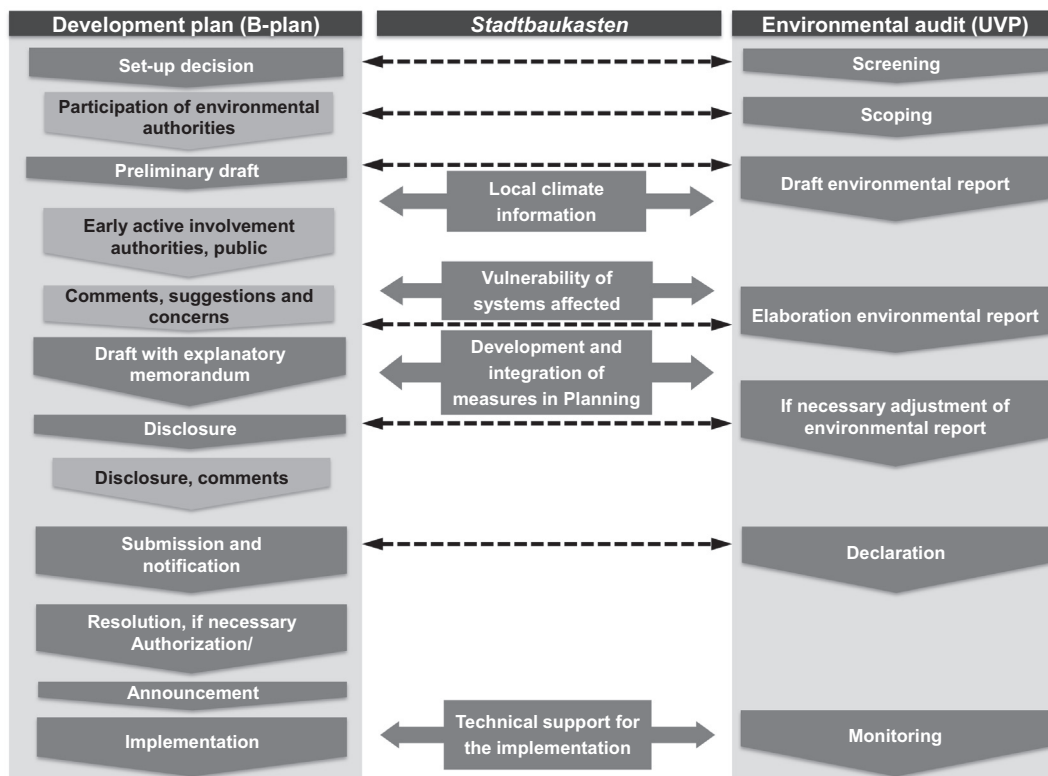 Development plan (B-plan)
Set-up decision
Participation of environmental
authorities
Preliminary draft
Early active involvement
authorities, public
Comments, suggestions and
concerns
Draft with explanatory
memorandum
Disclosure
Disclosure, comments
Submission and
notification
Resolution, if necessary
Authorization/
Announcement
Implementation
Stadtbaukasten
Local climate
information
Vulnerability of
systems affected
Development and
integration of
measures in Planning
Technical support for
the implementation
Environmental audit (UVP)
Screening
Scoping
Draft environmental report
Elaboration environmental report
If necessary adjustment of
environmental report
Declaration
Monitoring